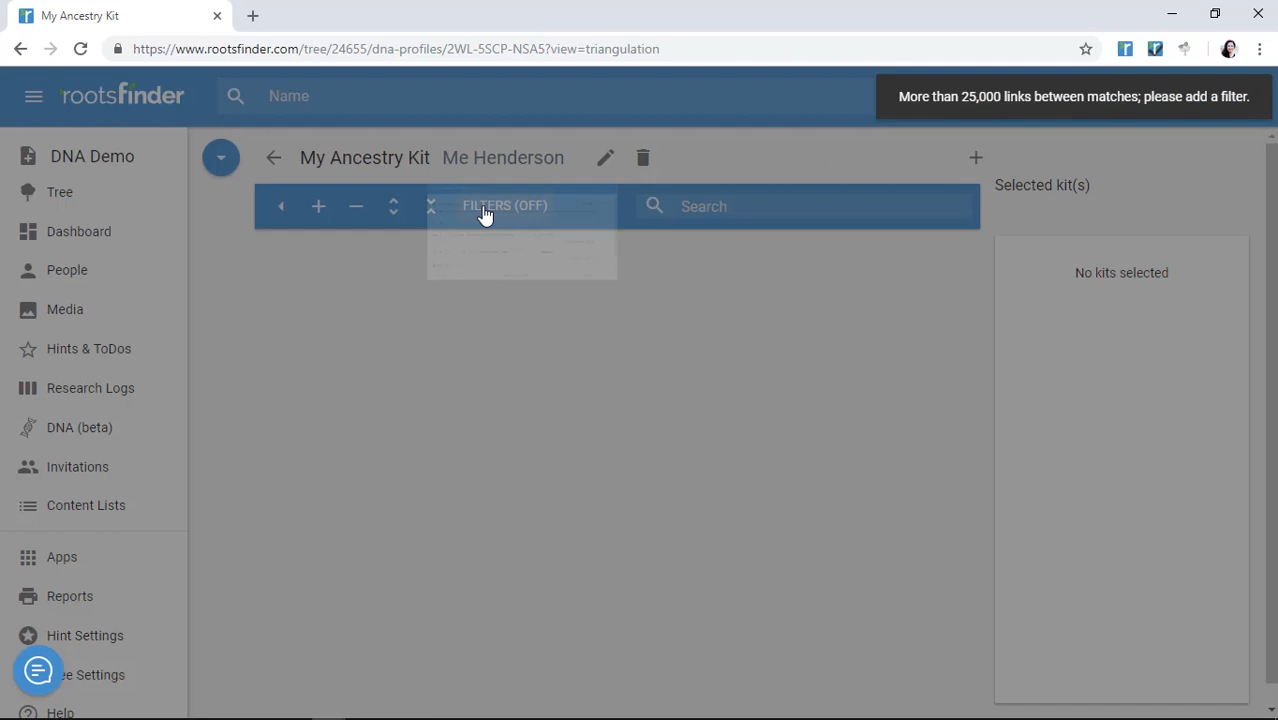 My Ancestry Kit
https://www.rootsfinder.com/tree/24655/dna-profiles/2WL-5SCP-NSA5?view=triangulation
rootsfinder
Name
More than 25,000 links between matches; please add a filter.
DNA Demo
Tree
Dashboard
People
Media
Hints & ToDos
Research Logs
DNA (beta)
Invitations
Content Lists
Apps
Reports
Hint Settings
ee Settings
Help
My Ancestry Kit Me Henderson
FILTERS (OFF)
Search
Selected kit(s)
No kits selected